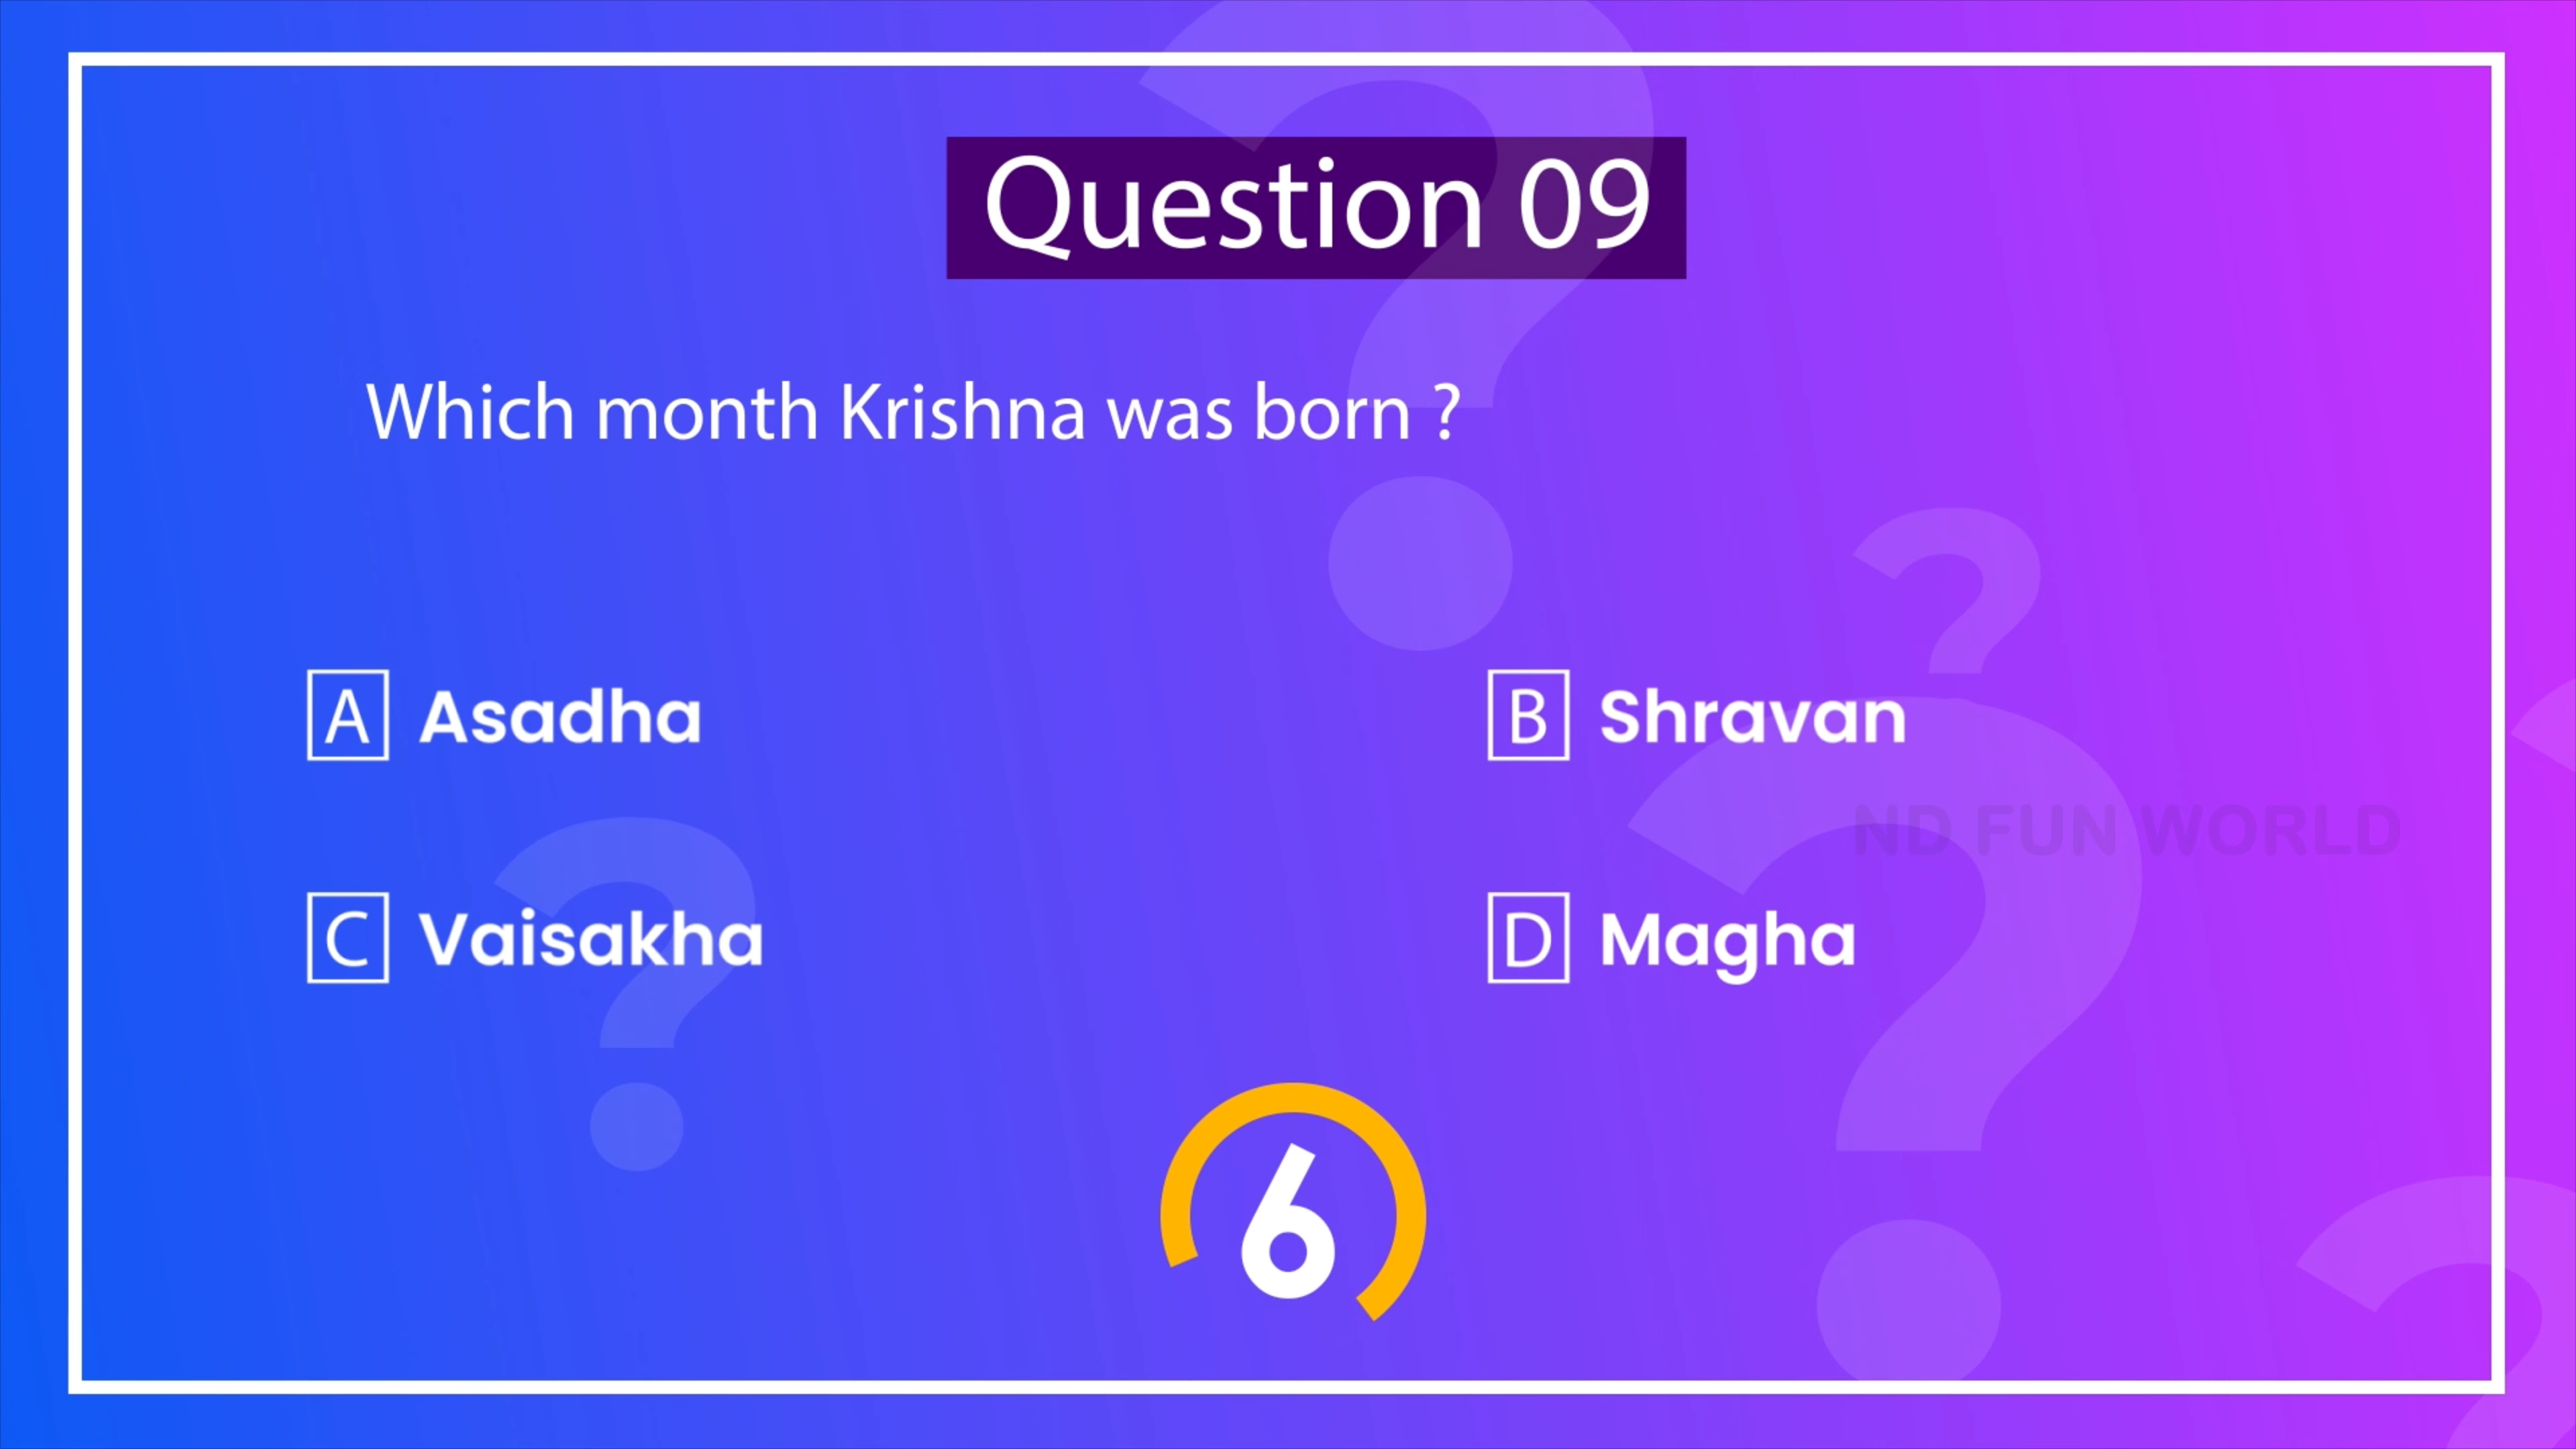 Question 09
Which month Krishna was born ?
A Asadha
B Shravan
ND FUN WORLD
C Vaisakha
D Magha
6